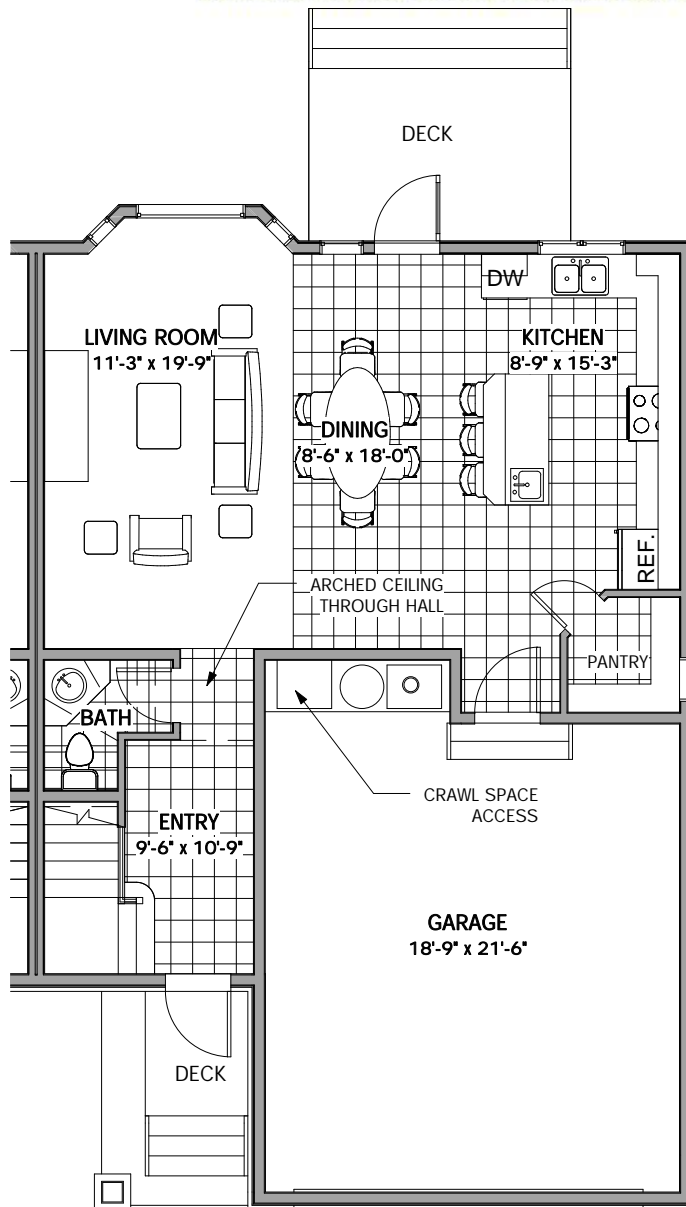 DECK
LIVING ROOM
11'-3" x 19'-9"
DW
KITCHEN
8'-9" x 15'-3"
DINING
8'-6" x 18'-0"
REF.
ARCHED CEILING
THROUGH HALL
PANTRY
BATH
CRAWL SPACE
ACCESS
ENTRY
9'-6" x 10'-9"
GARAGE
18'-9" x 21'-6"
DECK